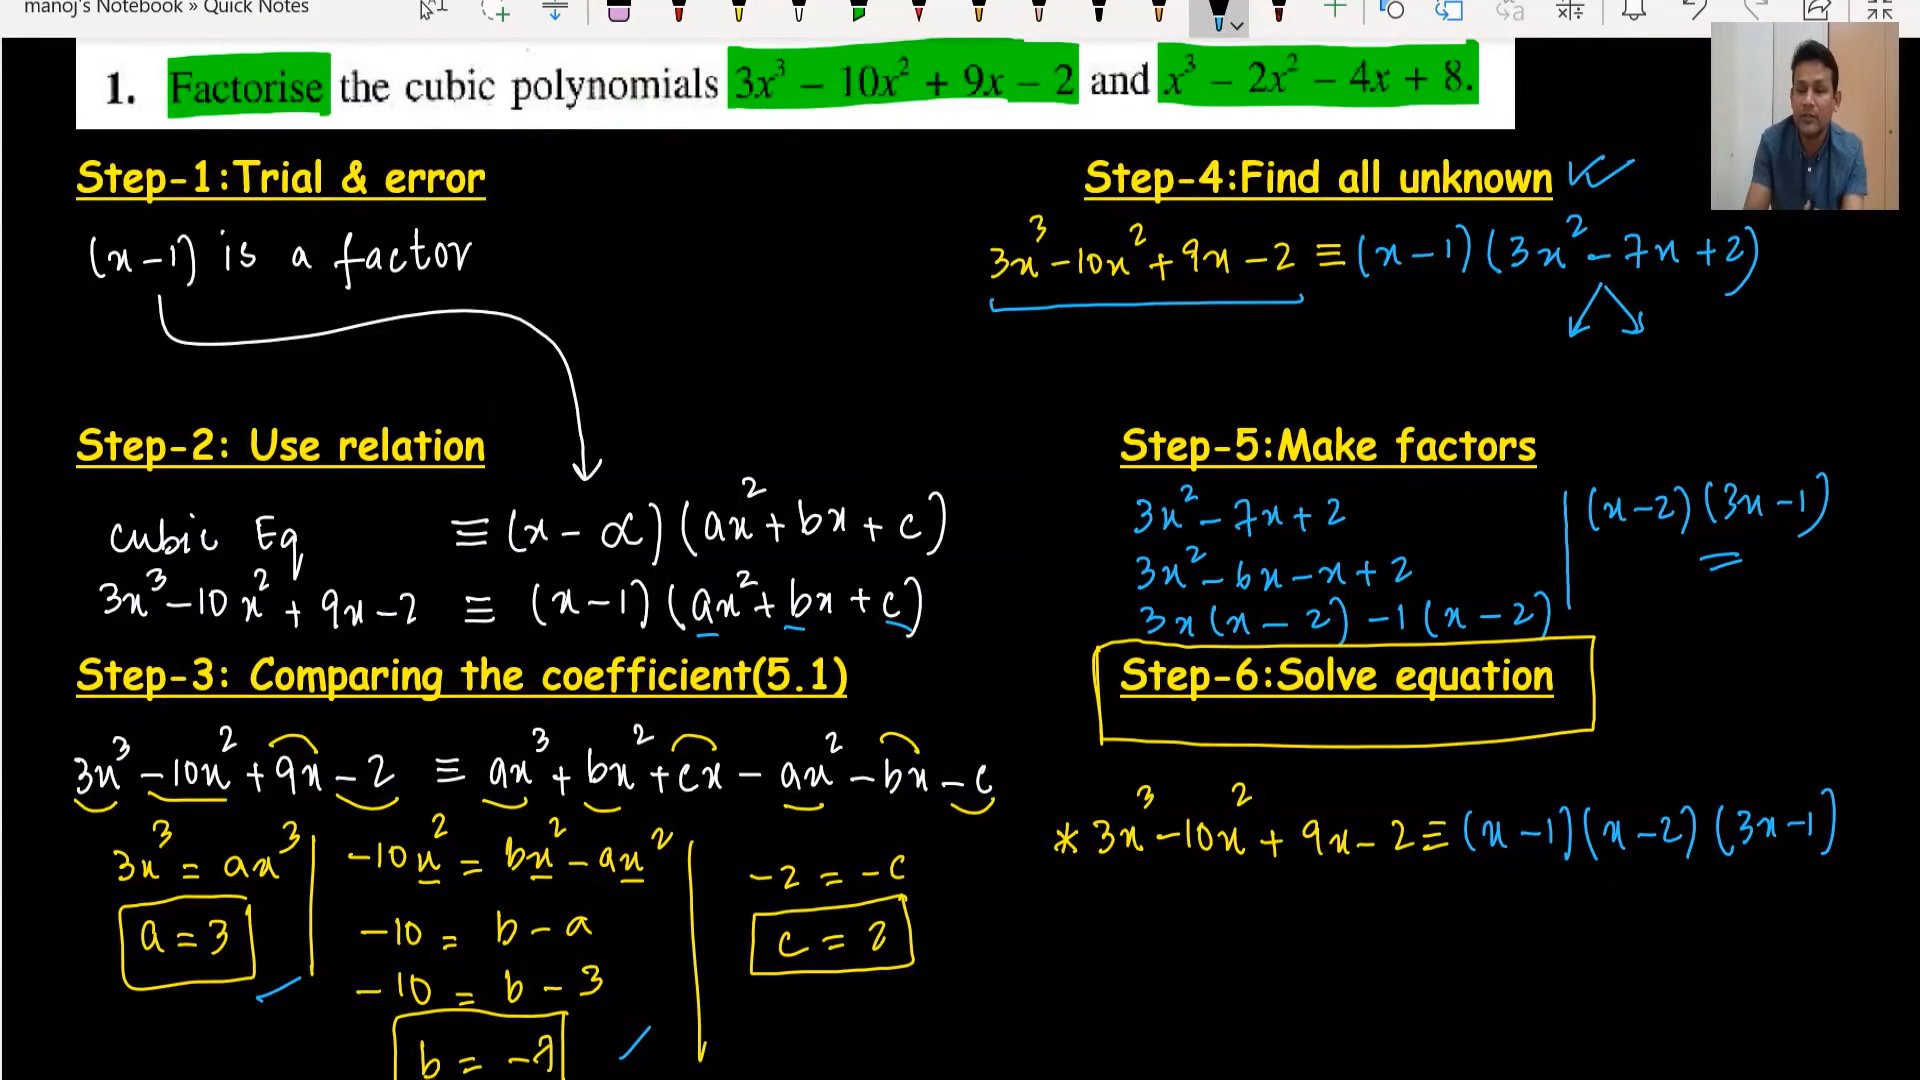 manoj's Notebook » Quick Notes
1. Factorise the cubic polynomials 3x³ − 10x² + 9x − 2 and x³ − 2x² − 4x + 8.
Step-1:Trial & error
(x-1) is a factor
Step-2: Use relation
cubic Eq ≡ (x - α)(ax² + bx + c)
3x³-10x² + 9x-2 ≡ (x-1)(ax² + bx + c)
Step-3: Comparing the coefficient(5.1)
3x³ -10x² + 9x - 2 ≡ ax³ + bx² + cx - ax² - bx - c
3x³ = ax³
a = 3
-10x² = bx² - ax²
-10 = b - a
-10 = b - 3
b = -7
-2 = -c
c = 2
Step-4:Find all unknown
3x³ -10x² + 9x - 2 ≡ (x-1)(3x² - 7x + 2)
Step-5:Make factors
3x² - 7x + 2
3x² - 6x - x + 2
3x(x - 2) -1(x - 2)
(x-2)(3x-1)
Step-6:Solve equation
* 3x³ -10x² + 9x - 2 ≡ (x-1)(x-2)(3x-1)